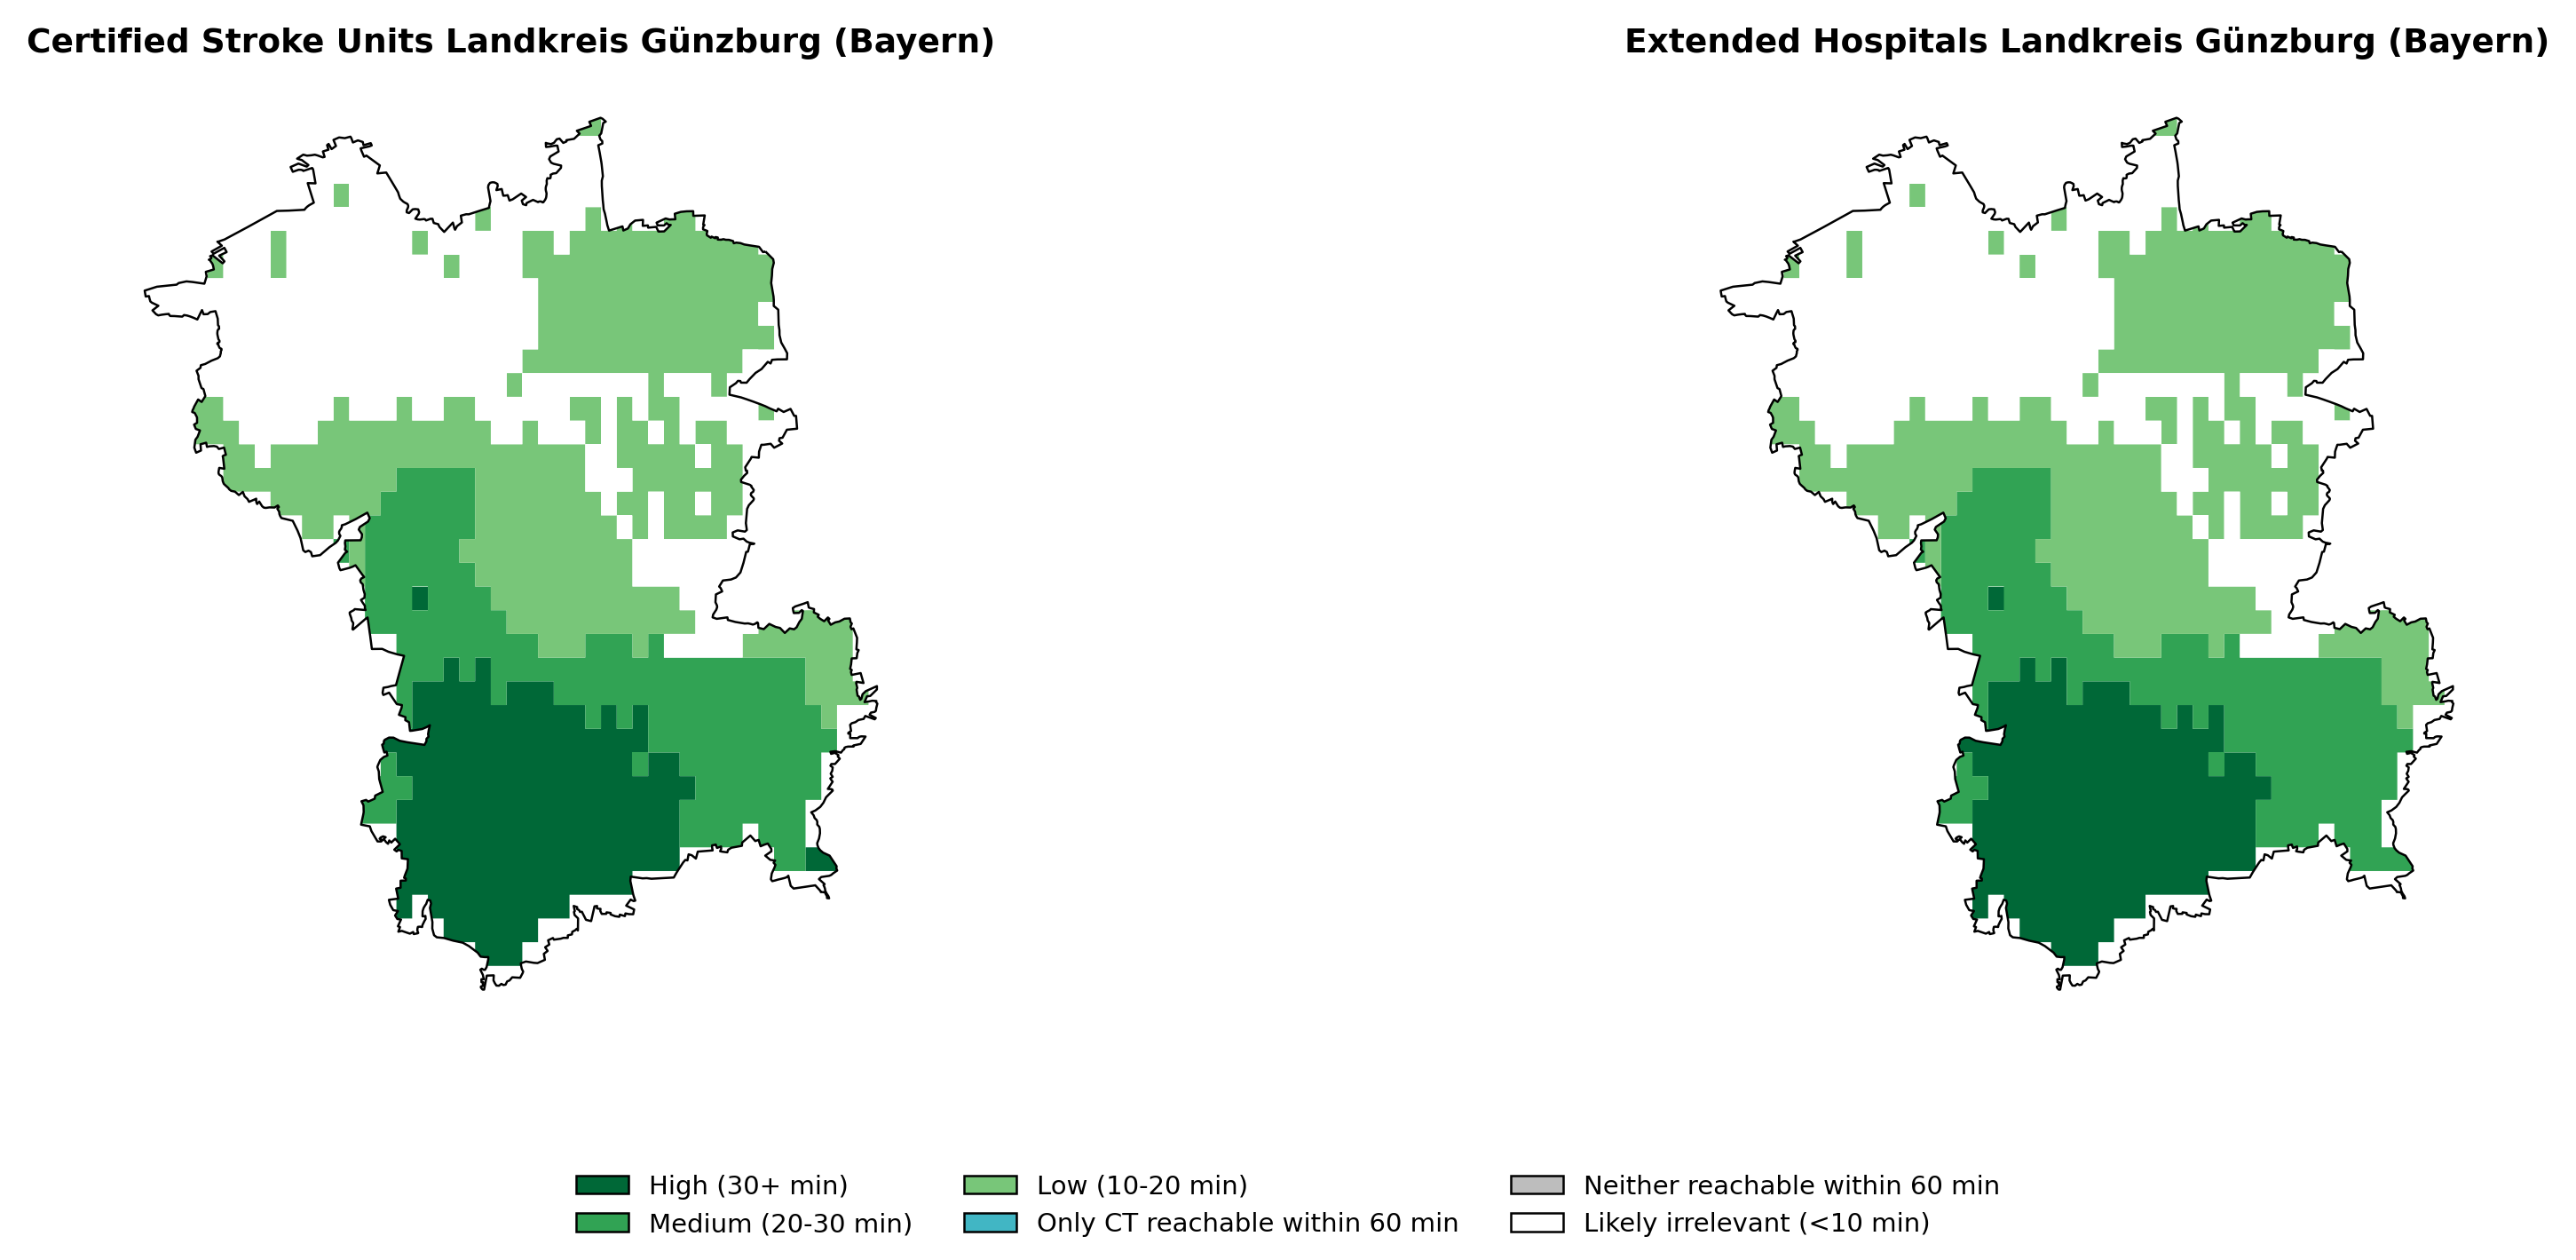 Certified Stroke Units Landkreis Günzburg (Bayern)
Extended Hospitals Landkreis Günzburg (Bayern)
High (30+ min)
Medium (20-30 min)
Low (10-20 min)
Only CT reachable within 60 min
Neither reachable within 60 min
Likely irrelevant (<10 min)